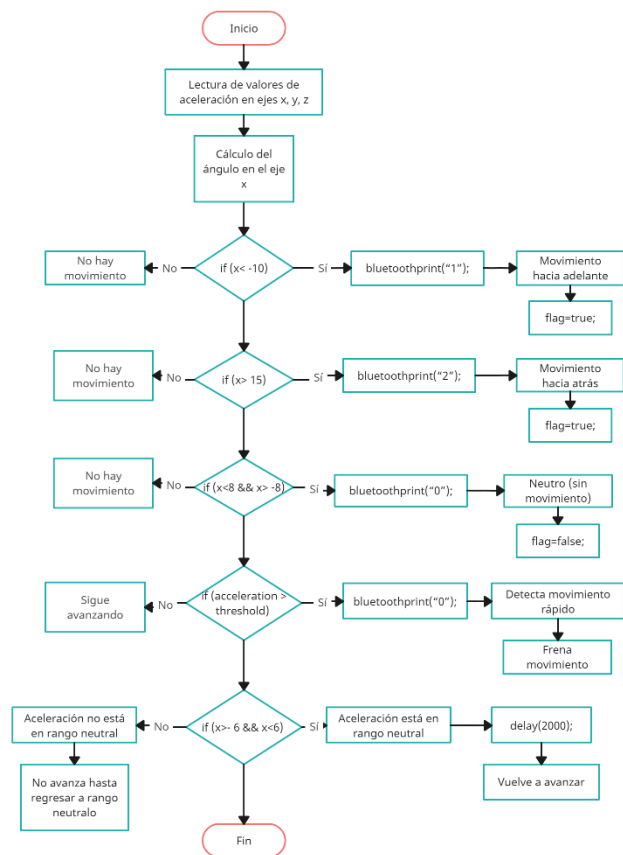 Inicio
Lectura de valores de
aceleración en ejes x, y, z
Cálculo del
ángulo en el eje
x
No hay
movimiento
No
if (x< -10)
Sí
bluetoothprint(“1”);
Movimiento
hacia adelante
flag=true;
No hay
movimiento
No
if (x> 15)
Sí
bluetoothprint(“2”);
Movimiento
hacia atrás
flag=true;
No hay
movimiento
No
if (x<8 && x> -8)
Sí
bluetoothprint(“0”);
Neutro (sin
movimiento)
flag=false;
Sigue
avanzando
No
if (acceleration >
threshold)
Sí
bluetoothprint(“0”);
Detecta movimiento
rápido
Frena
movimiento
Aceleración no está
en rango neutral
No
if (x>- 6 && x<6)
Sí
Aceleración está en
rango neutral
delay(2000);
No avanza hasta
regresar a rango
neutralo
Vuelve a avanzar
Fin